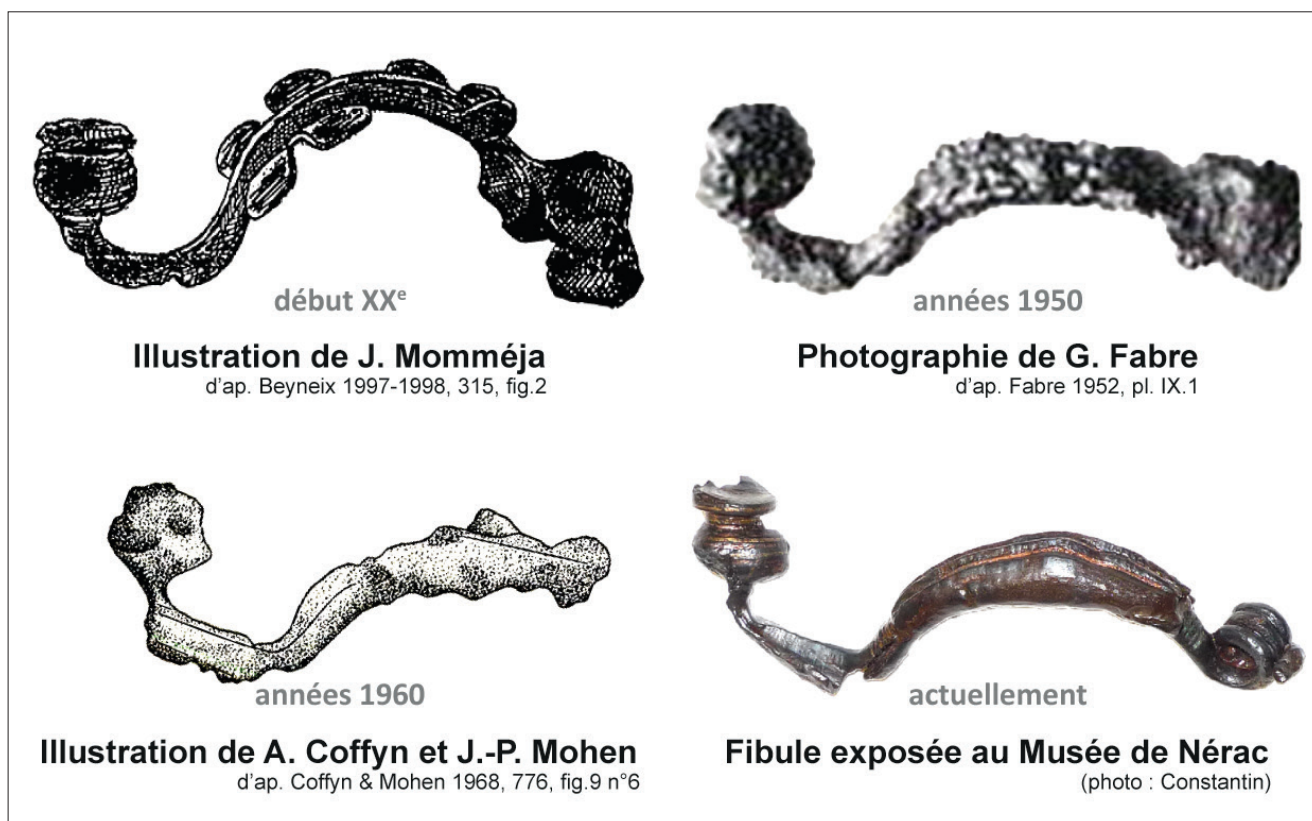 début XXe
Illustration de J. Momméja
d'ap. Beyneix 1997-1998, 315, fig.2
années 1950
Photographie de G. Fabre
d'ap. Fabre 1952, pl. IX.1
années 1960
Illustration de A. Coffyn et J.-P. Mohen
d'ap. Coffyn & Mohen 1968, 776, fig.9 n°6
actuellement
Fibule exposée au Musée de Nérac
(photo : Constantin)